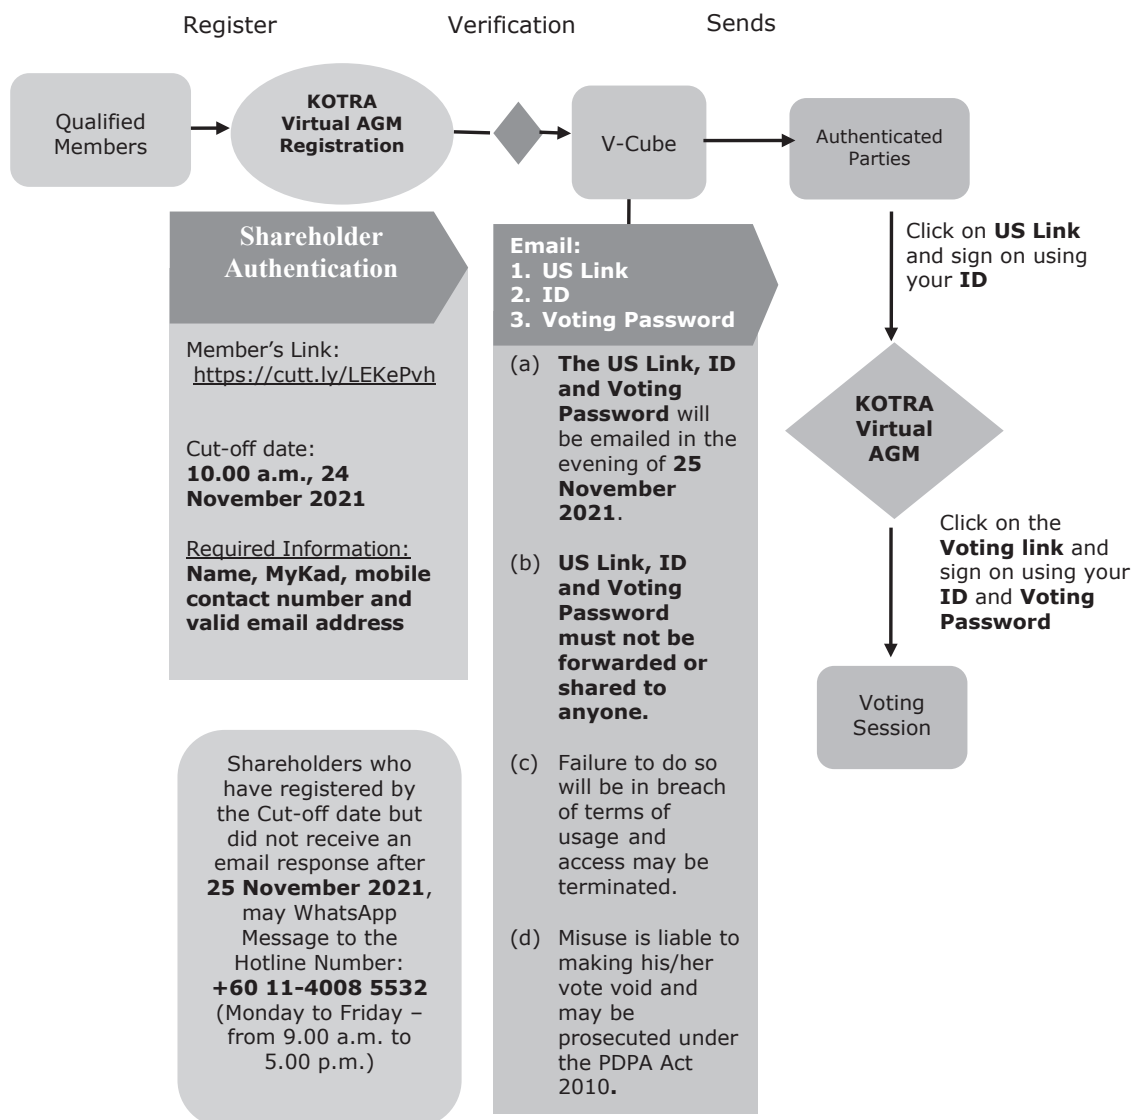 Register
Verification
Sends
Qualified
Members
KOTRA
Virtual AGM
Registration
V-Cube
Authenticated
Parties
Shareholder
Authentication
Member's Link:
https://cutt.ly/LEKePvh
Cut-off date:
10.00 a.m., 24
November 2021
Required Information:
Name, MyKad, mobile
contact number and
valid email address
Shareholders who
have registered by
the Cut-off date but
did not receive an
email response after
25 November 2021,
may WhatsApp
Message to the
Hotline Number:
+60 11-4008 5532
(Monday to Friday –
from 9.00 a.m. to
5.00 p.m.)
Email:
1. US Link
2. ID
3. Voting Password
(a) The US Link, ID
and Voting
Password will
be emailed in the
evening of 25
November
2021.
(b) US Link, ID
and Voting
Password
must not be
forwarded or
shared to
anyone.
(c) Failure to do so
will be in breach
of terms of
usage and
access may be
terminated.
(d) Misuse is liable to
making his/her
vote void and
may be
prosecuted under
the PDPA Act
2010.
Click on US Link
and sign on using
your ID
KOTRA
Virtual
AGM
Click on the
Voting link and
sign on using your
ID and Voting
Password
Voting
Session